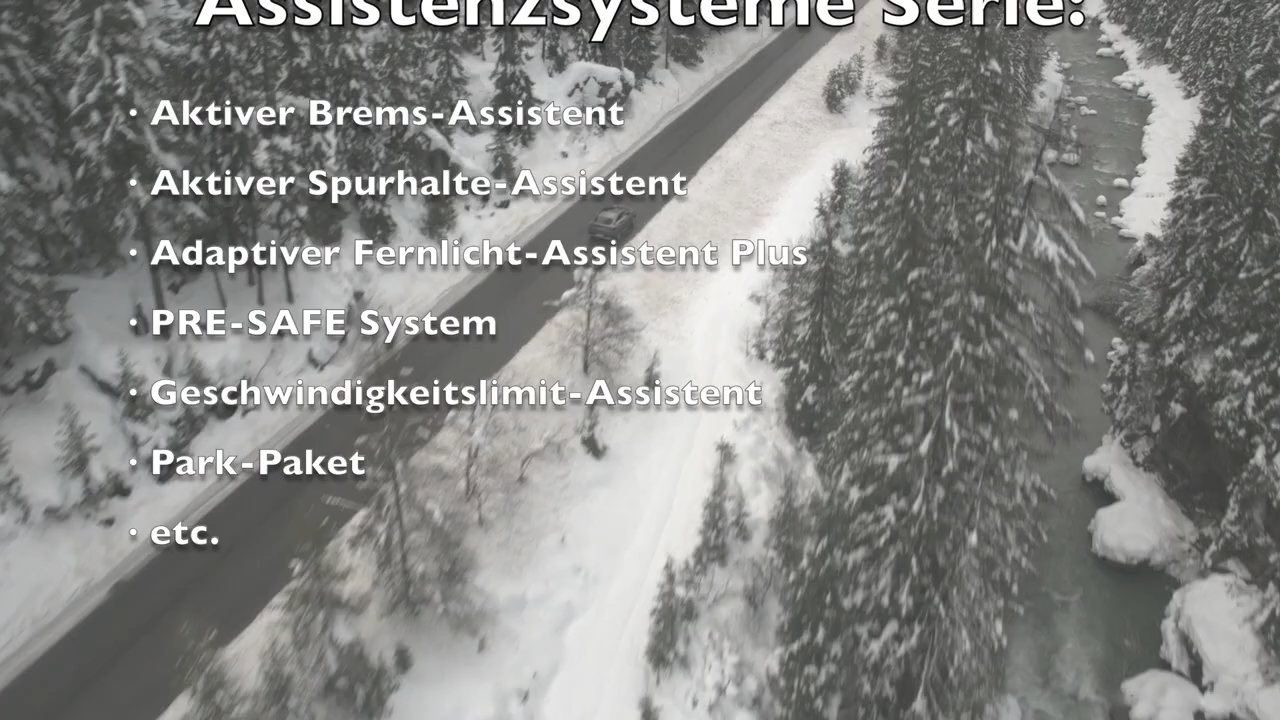 Assistenzsysteme Serie:
· Aktiver Brems-Assistent
· Aktiver Spurhalte-Assistent
· Adaptiver Fernlicht-Assistent Plus
· PRE-SAFE System
· Geschwindigkeitslimit-Assistent
· Park-Paket
· etc.